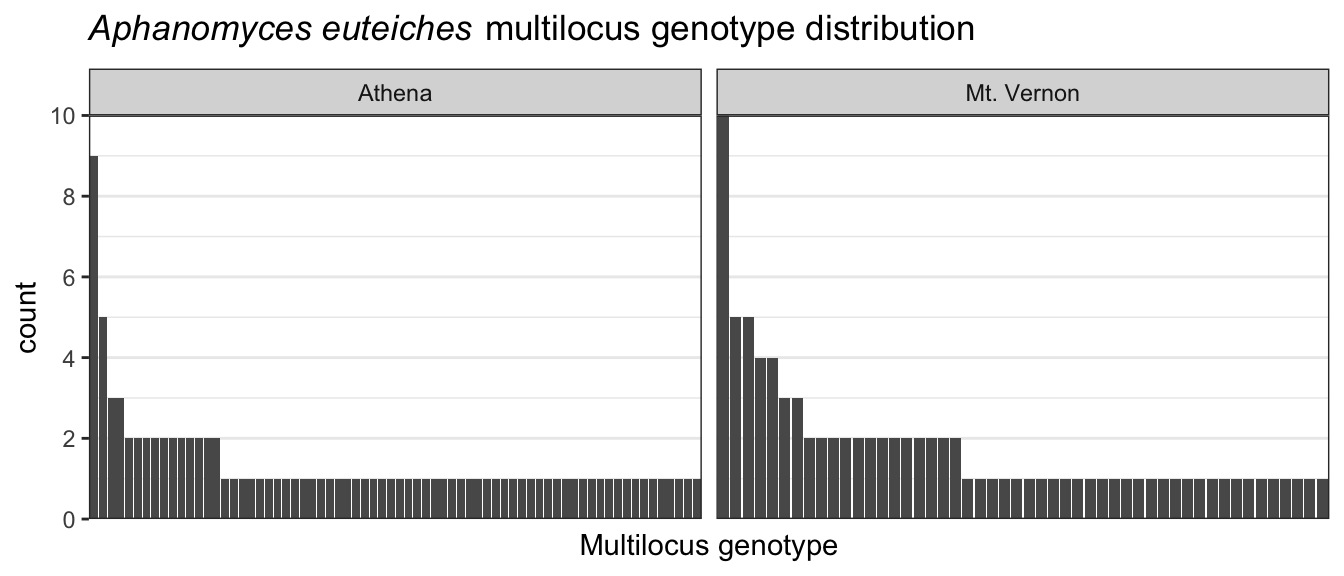 Aphanomyces euteiches multilocus genotype distribution
Athena
Mt. Vernon
10
8
6
4
2
0
count
Multilocus genotype